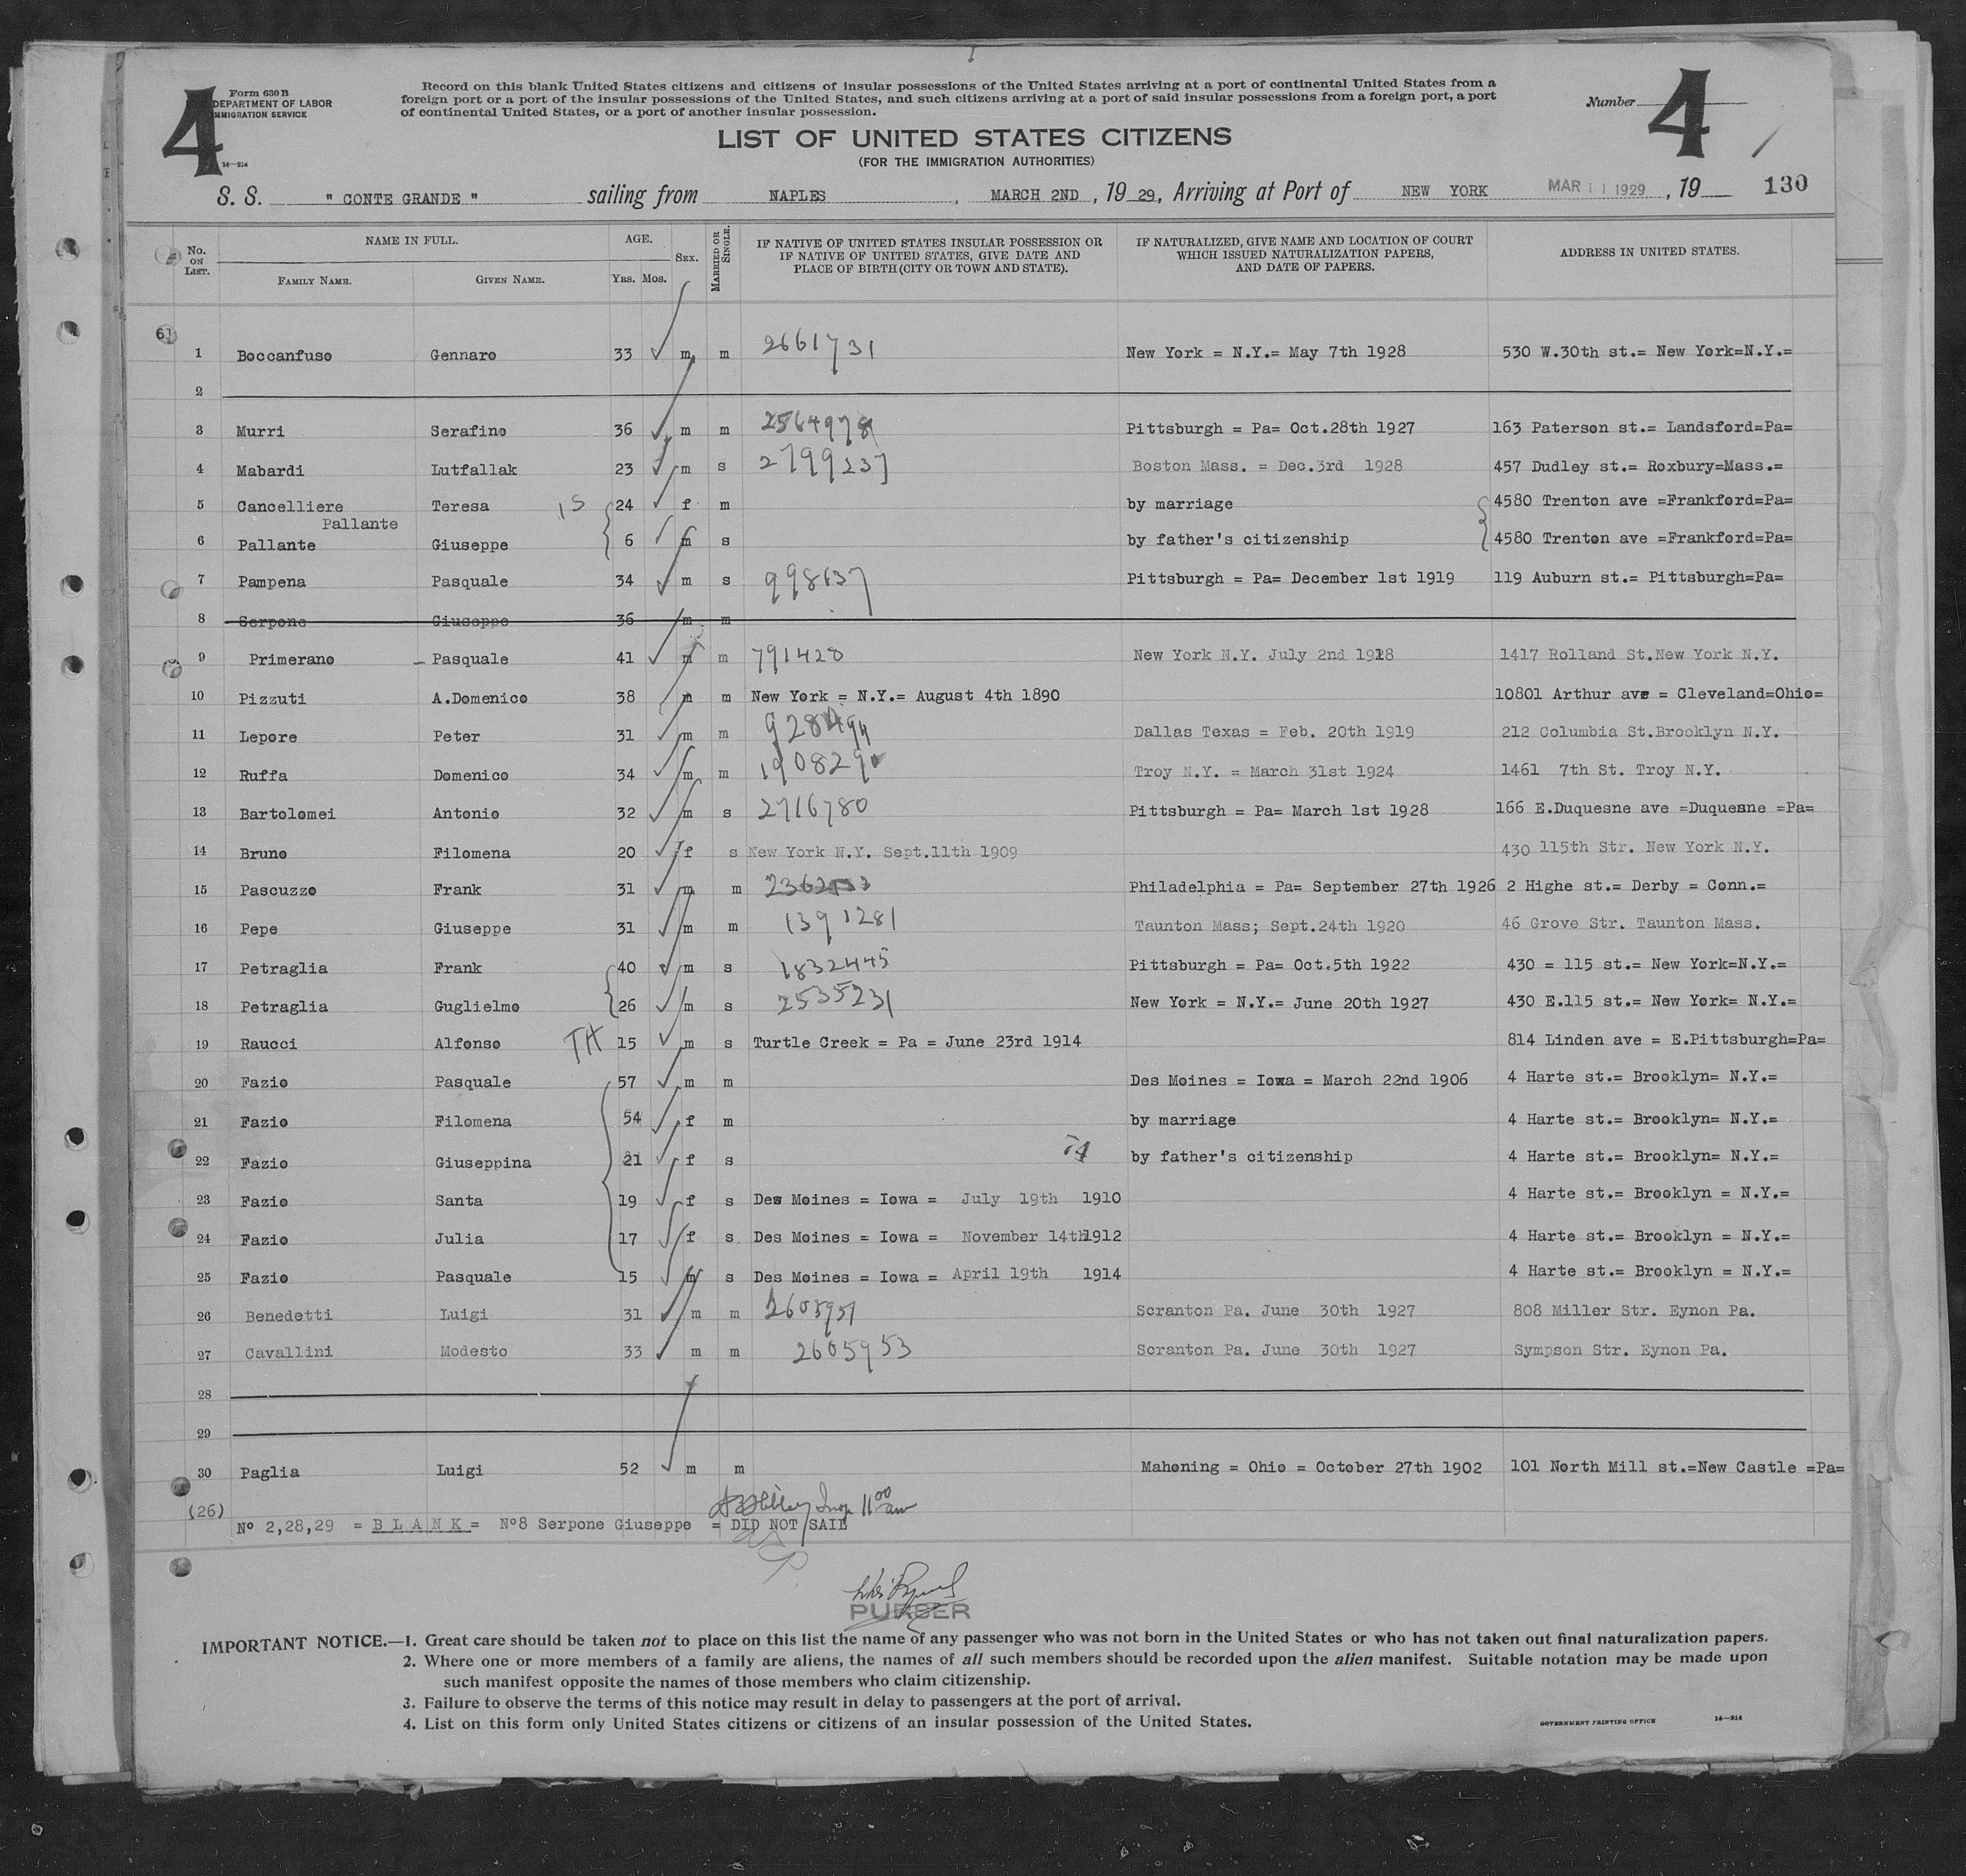 4
Form 630 B
DEPARTMENT OF LABOR
IMMIGRATION SERVICE
14—214
Record on this blank United States citizens and citizens of insular possessions of the United States arriving at a port of continental United States from a
foreign port or a port of the insular possessions of the United States, and such citizens arriving at a port of said insular possessions from a foreign port, a port
of continental United States, or a port of another insular possession.
Number 4
LIST OF UNITED STATES CITIZENS
(FOR THE IMMIGRATION AUTHORITIES)
S. S. " CONTE GRANDE " sailing from NAPLES , MARCH 2ND , 19 29, Arriving at Port of NEW YORK MAR 11 1929 , 19 130
No. ON LIST. NAME IN FULL. AGE. SEX. MARRIED OR SINGLE. IF NATIVE OF UNITED STATES INSULAR POSSESSION OR IF NATIVE OF UNITED STATES, GIVE DATE AND PLACE OF BIRTH (CITY OR TOWN AND STATE). IF NATURALIZED, GIVE NAME AND LOCATION OF COURT WHICH ISSUED NATURALIZATION PAPERS, AND DATE OF PAPERS. ADDRESS IN UNITED STATES.
FAMILY NAME. GIVEN NAME. YRS. MOS.
61
1 Boccanfuso Gennaro 33 m m 2661731 New York = N.Y.= May 7th 1928 530 W.30th st.= New York=N.Y.=
2
3 Murri Serafino 36 m m 2564978 Pittsburgh = Pa= Oct.28th 1927 163 Paterson st.= Landsford=Pa=
4 Mabardi Lutfallak 23 m s 2799237 Boston Mass. = Dec.3rd 1928 457 Dudley st.= Roxbury=Mass.=
5 Cancelliere Teresa 24 f m by marriage 4580 Trenton ave =Frankford=Pa=
Pallante
6 Pallante Giuseppe 6 m s by father's citizenship 4580 Trenton ave =Frankford=Pa=
7 Pampena Pasquale 34 m s 998637 Pittsburgh = Pa= December 1st 1919 119 Auburn st.= Pittsburgh=Pa=
8 Serpone Giuseppe 36 m m
9 Primerano Pasquale 41 m m 791428 New York N.Y. July 2nd 1918 1417 Rolland St.New York N.Y.
10 Pizzuti A.Domenico 38 m m New York = N.Y.= August 4th 1890 10801 Arthur ave = Cleveland=Ohio=
11 Lepore Peter 31 m m Dallas Texas = Feb. 20th 1919 212 Columbia St.Brooklyn N.Y.
12 Ruffa Domenico 34 m m Troy N.Y. = March 31st 1924 1461 7th St. Troy N.Y.
13 Bartolomei Antonio 32 m s 2716780 Pittsburgh = Pa= March 1st 1928 166 E.Duquesne ave =Duquesne =Pa=
14 Bruno Filomena 20 f s New York N.Y. Sept.11th 1909 430 115th Str. New York N.Y.
15 Pascuzzo Frank 31 m m Philadelphia = Pa= September 27th 1926 2 Highe st.= Derby = Conn.=
16 Pepe Giuseppe 31 m m 1391281 Taunton Mass; Sept.24th 1920 46 Grove Str. Taunton Mass.
17 Petraglia Frank 40 m s 1832445 Pittsburgh = Pa= Oct.5th 1922 430 = 115 st.= New York=N.Y.=
18 Petraglia Guglielmo 26 m s 2535231 New York = N.Y.= June 20th 1927 430 E.115 st.= New York= N.Y.=
19 Raucci Alfonso TH 15 m s Turtle Creek = Pa = June 23rd 1914 814 Linden ave = E.Pittsburgh=Pa=
20 Fazio Pasquale 57 m m Des Moines = Iowa = March 22nd 1906 4 Harte st.= Brooklyn= N.Y.=
21 Fazio Filomena 54 f m by marriage 4 Harte st.= Brooklyn= N.Y.=
22 Fazio Giuseppina 21 f s by father's citizenship 4 Harte st.= Brooklyn= N.Y.=
23 Fazio Santa 19 f s Des Moines = Iowa = July 19th 1910 4 Harte st.= Brooklyn = N.Y.=
24 Fazio Julia 17 f s Des Moines = Iowa = November 14th1912 4 Harte st.= Brooklyn = N.Y.=
25 Fazio Pasquale 15 m s Des Moines = Iowa = April 19th 1914 4 Harte st.= Brooklyn = N.Y.=
26 Benedetti Luigi 31 m m Scranton Pa. June 30th 1927 808 Miller Str. Eynon Pa.
27 Cavallini Modesto 33 m m 2605953 Scranton Pa. June 30th 1927 Sympson Str. Eynon Pa.
28
29
30 Paglia Luigi 52 m m Mahoning = Ohio = October 27th 1902 101 North Mill st.=New Castle =Pa=
(26) Insp 11 00 am
Nº 2,28,29 = B L A N K = Nº8 Serpone Giuseppe = DID NOT SAIL
PURSER
IMPORTANT NOTICE.—1. Great care should be taken not to place on this list the name of any passenger who was not born in the United States or who has not taken out final naturalization papers.
2. Where one or more members of a family are aliens, the names of all such members should be recorded upon the alien manifest. Suitable notation may be made upon
such manifest opposite the names of those members who claim citizenship.
3. Failure to observe the terms of this notice may result in delay to passengers at the port of arrival.
4. List on this form only United States citizens or citizens of an insular possession of the United States.
GOVERNMENT PRINTING OFFICE 14—214